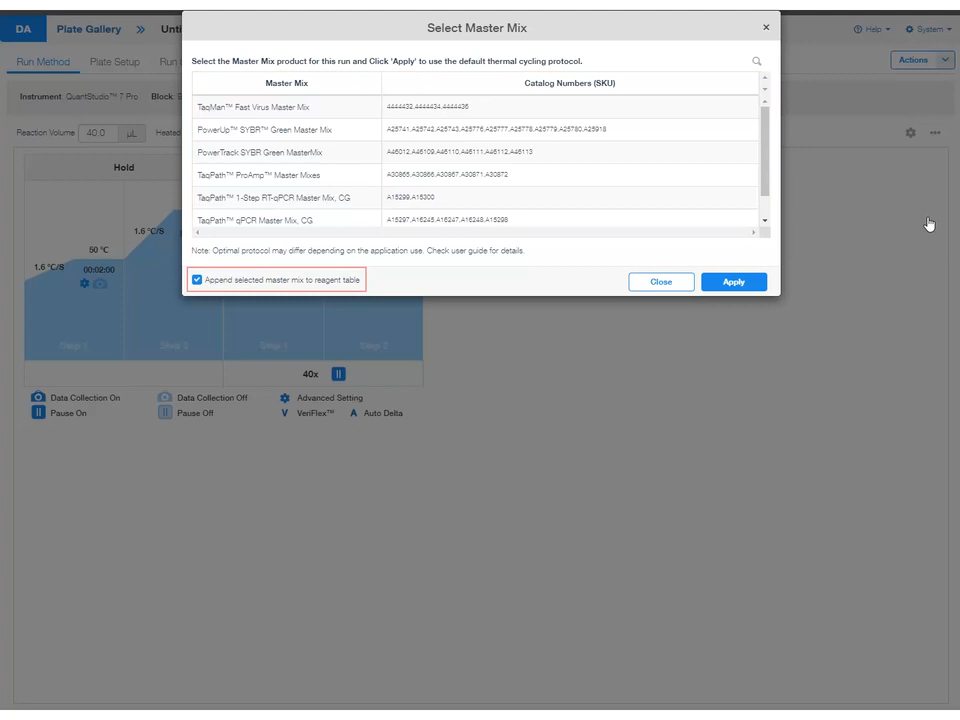 DA Plate Gallery » Unti
Help System
Select Master Mix
Run Method Plate Setup Run
Actions
Select the Master Mix product for this run and Click 'Apply' to use the default thermal cycling protocol.
Master Mix Catalog Numbers (SKU)
Instrument: QuantStudio™ 7 Pro Block:
TaqMan™ Fast Virus Master Mix 4444432,4444434,4444436
PowerUp™ SYBR™ Green Master Mix A25741,A25742,A25743,A25776,A25777,A25778,A25779,A25780,A25918
Reaction Volume 40.0 µL Heated
PowerTrack SYBR Green MasterMix A46012,A46109,A46110,A46111,A46112,A46113
TaqPath™ ProAmp™ Master Mixes A30865,A30866,A30867,A30871,A30872
TaqPath™ 1-Step RT-qPCR Master Mix, CG A15299,A15300
TaqPath™ qPCR Master Mix, CG A15297,A16245,A16247,A16248,A15298
Note: Optimal protocol may differ depending on the application use. Check user guide for details.
Append selected master mix to reagent table
Close Apply
Hold
1.6 °C/S
50 °C
1.6 °C/S
00:02:00
40x
Data Collection On Data Collection Off Advanced Setting
Pause On Pause Off V VeriFlex™ A Auto Delta